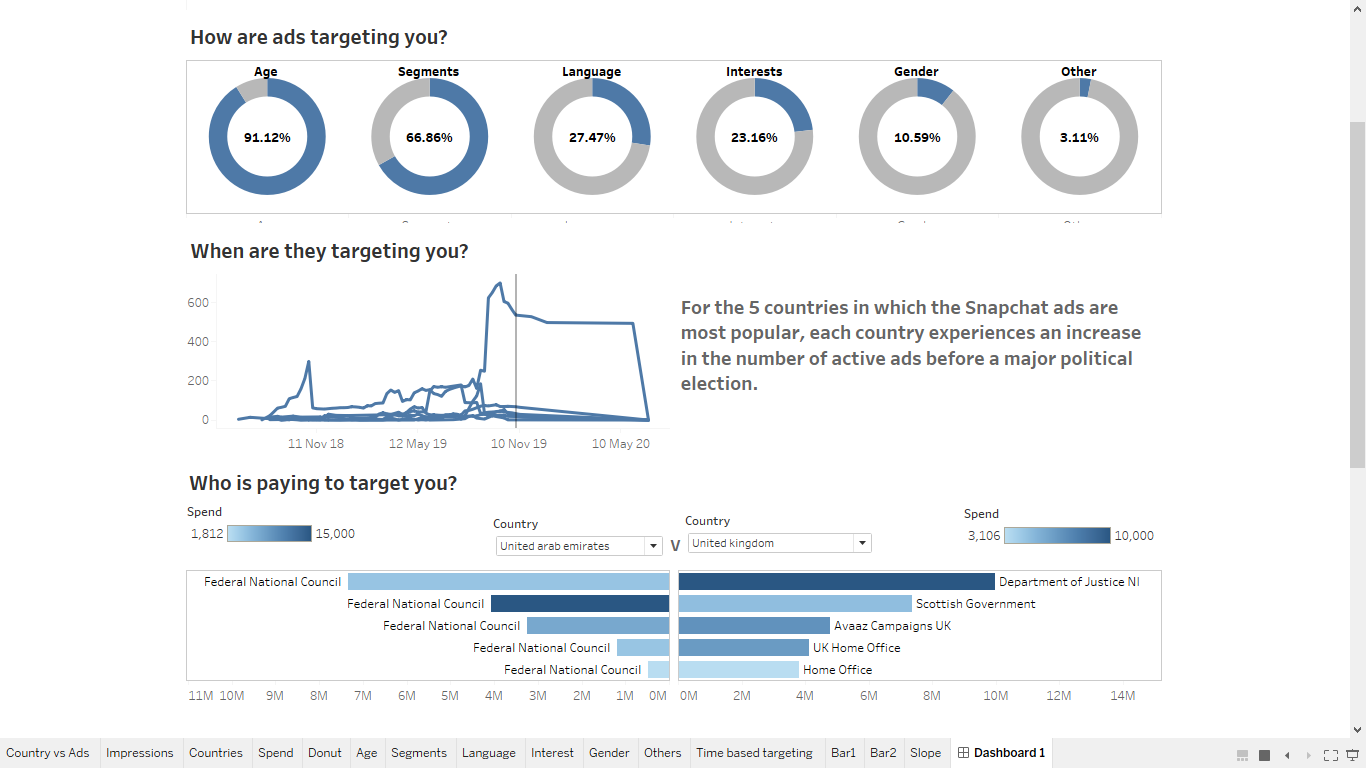 How are ads targeting you?
Age Segments Language Interests Gender Other
91.12% 66.86% 27.47% 23.16% 10.59% 3.11%
When are they targeting you?
600
400
200
0
11 Nov 18 12 May 19 10 Nov 19 10 May 20
For the 5 countries in which the Snapchat ads are
most popular, each country experiences an increase
in the number of active ads before a major political
election.
Who is paying to target you?
Spend
1,812 15,000
Country
United arab emirates
V
Country
United kingdom
Spend
3,106 10,000
Federal National Council Department of Justice NI
Federal National Council Scottish Government
Federal National Council Avaaz Campaigns UK
Federal National Council UK Home Office
Federal National Council Home Office
11M 10M 9M 8M 7M 6M 5M 4M 3M 2M 1M 0M 0M 2M 4M 6M 8M 10M 12M 14M
Country vs Ads Impressions Countries Spend Donut Age Segments Language Interest Gender Others Time based targeting Bar1 Bar2 Slope Dashboard 1